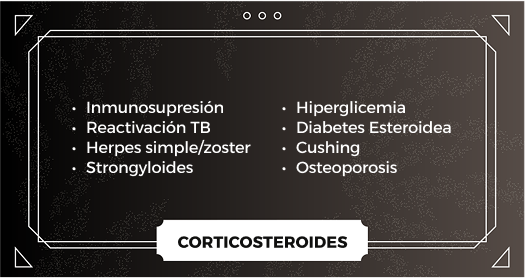 • Inmunosupresión
• Reactivación TB
• Herpes simple/zoster
• Strongyloides
• Hiperglicemia
• Diabetes Esteroidea
• Cushing
• Osteoporosis
CORTICOSTEROIDES